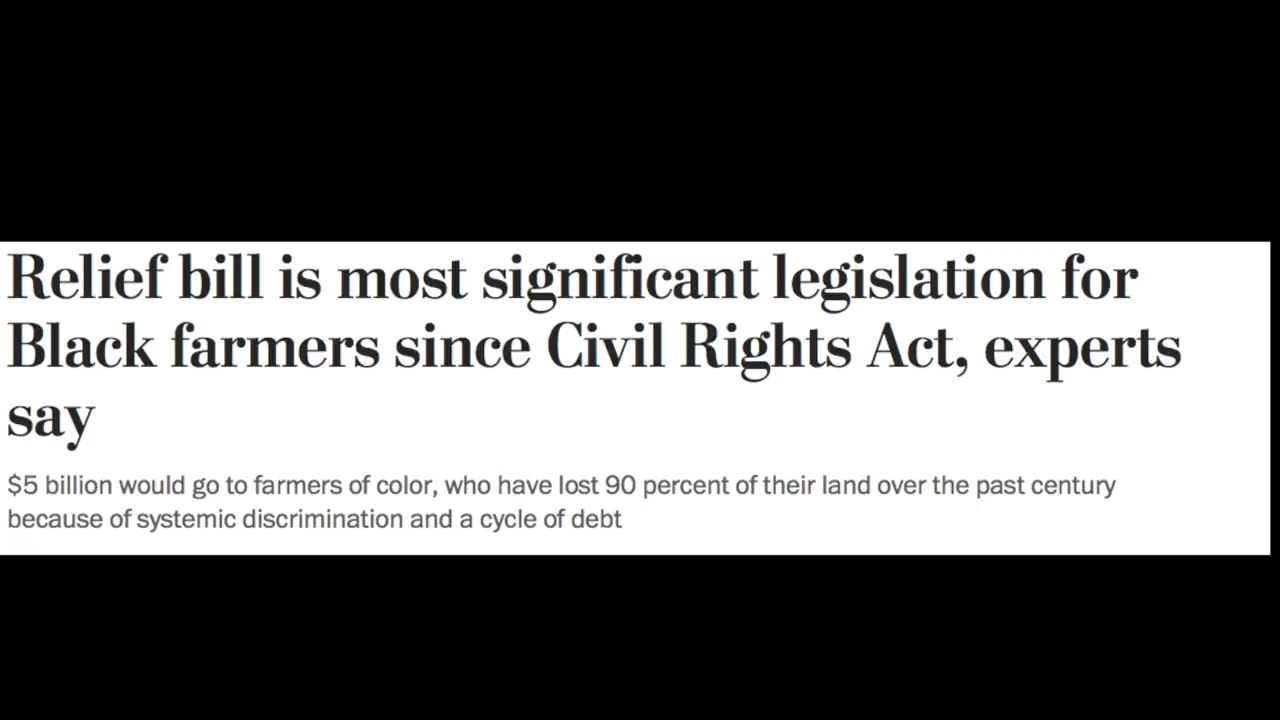 Relief bill is most significant legislation for
Black farmers since Civil Rights Act, experts
say
$5 billion would go to farmers of color, who have lost 90 percent of their land over the past century
because of systemic discrimination and a cycle of debt